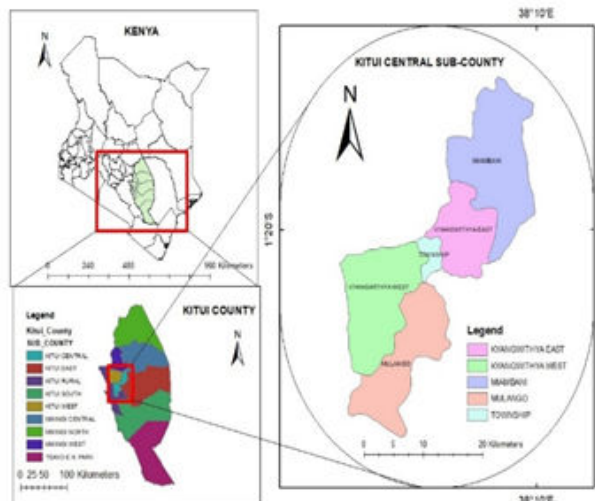 KENYA
N
0 240 480 960 Kilometers
Legend
Kitui_County
SUB_COUNTY
KITUI CENTRAL
KITUI EAST
KITUI RURAL
KITUI SOUTH
KITUI WEST
MWINGI CENTRAL
MWINGI NORTH
MWINGI WEST
TSAVO E.N. PARK
KITUI COUNTY
N
0 25 50 100 Kilometers
38°10'E
KITUI CENTRAL SUB-COUNTY
N
1°20'S
MIAMBANI
KYANGWITHYA EAST
TOWNSHIP
KYANGWITHYA WEST
MULANGO
Legend
KYANGWITHYA EAST
KYANGWITHYA WEST
MIAMBANI
MULANGO
TOWNSHIP
0 5 10 20 Kilometers
38°10'E